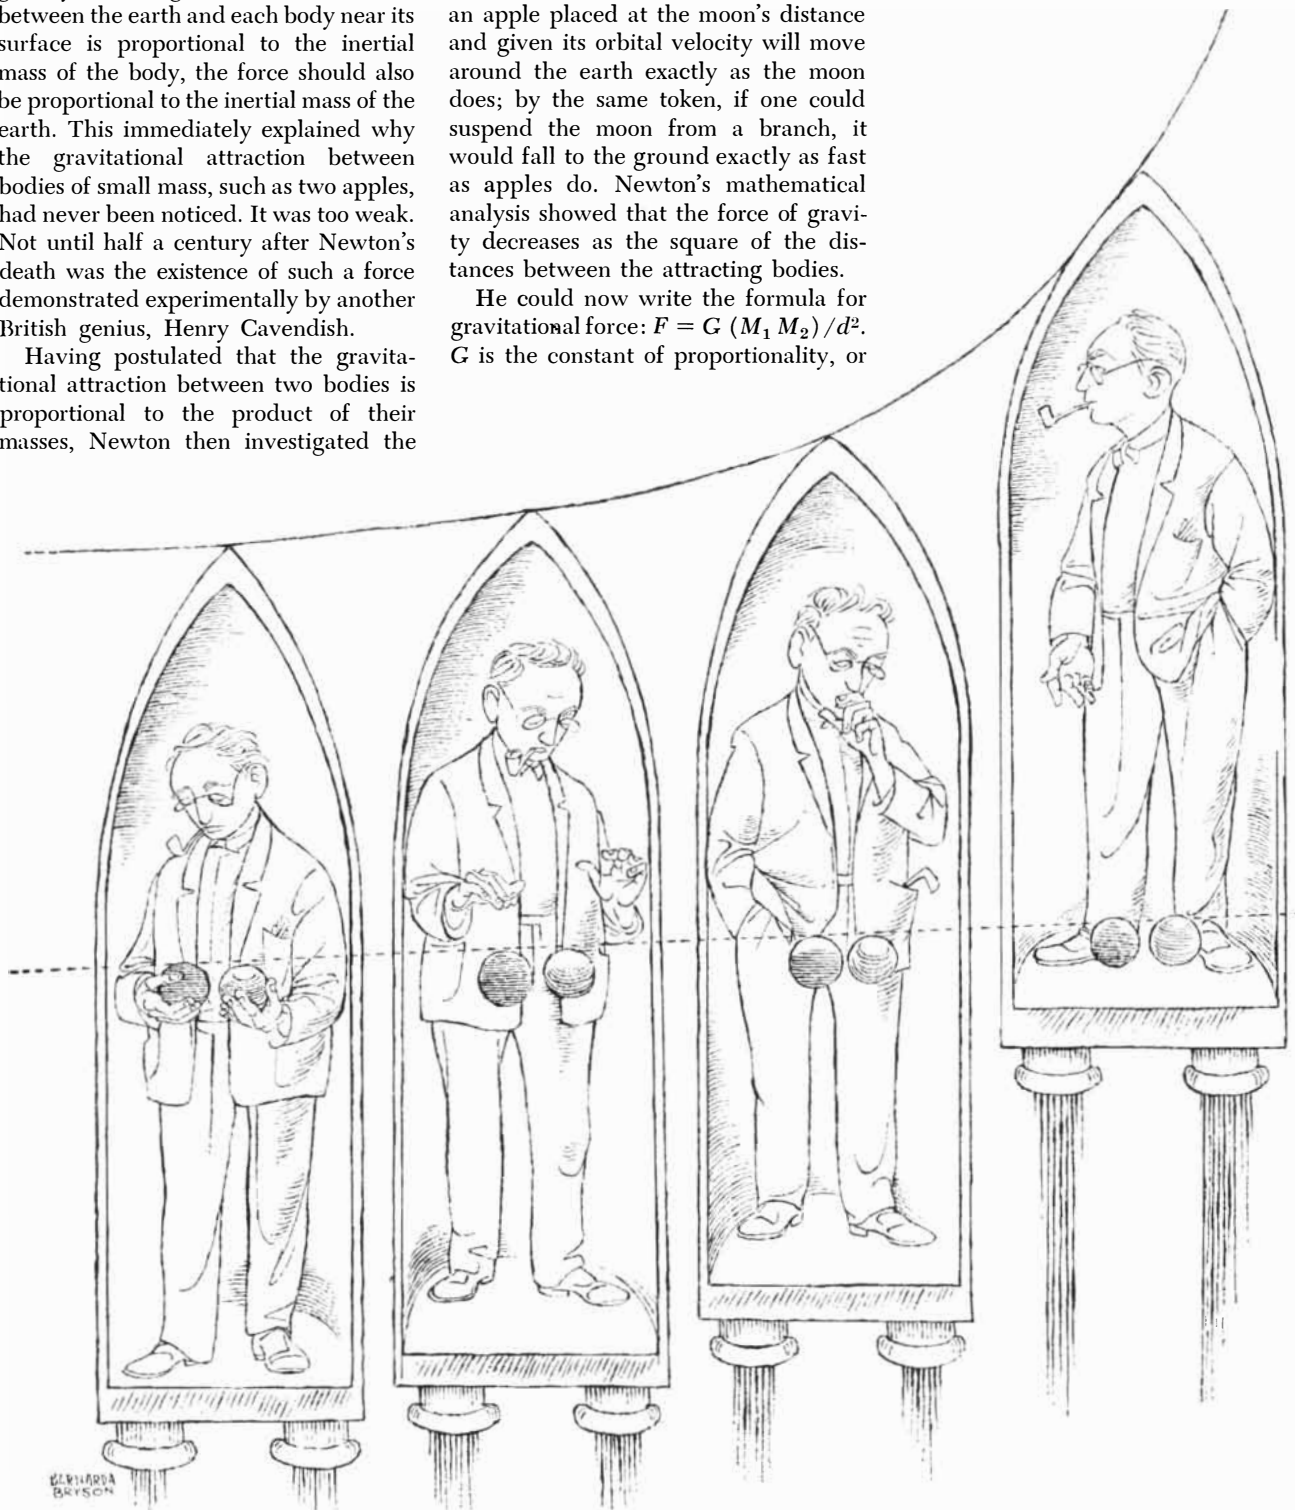 between the earth and each body near its
surface is proportional to the inertial
mass of the body, the force should also
be proportional to the inertial mass of the
earth. This immediately explained why
the gravitational attraction between
bodies of small mass, such as two apples,
had never been noticed. It was too weak.
Not until half a century after Newton's
death was the existence of such a force
demonstrated experimentally by another
British genius, Henry Cavendish.
Having postulated that the gravita-
tional attraction between two bodies is
proportional to the product of their
masses, Newton then investigated the
an apple placed at the moon's distance
and given its orbital velocity will move
around the earth exactly as the moon
does; by the same token, if one could
suspend the moon from a branch, it
would fall to the ground exactly as fast
as apples do. Newton's mathematical
analysis showed that the force of gravi-
ty decreases as the square of the dis-
tances between the attracting bodies.
He could now write the formula for
gravitational force: F = G (M₁ M₂)/d².
G is the constant of proportionality, or
BERNARDA
BRYSON